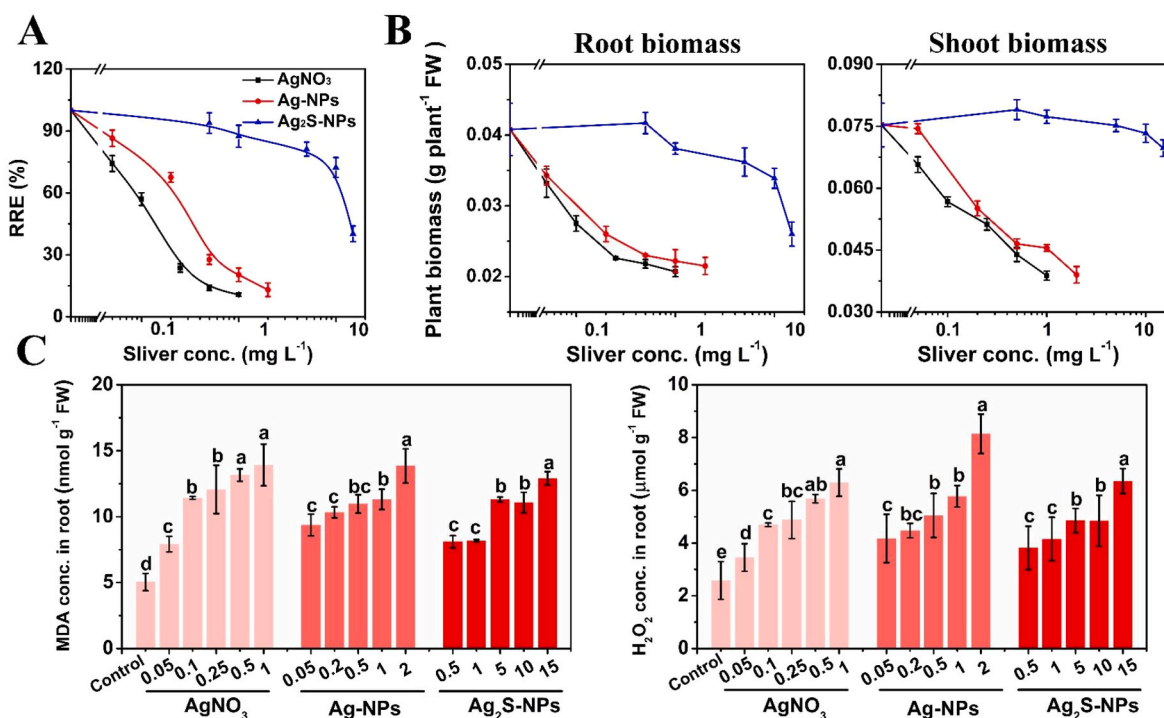 A
120
90
60
30
0
RRE (%)
AgNO₃
Ag-NPs
Ag₂S-NPs
0.1
1
10
Sliver conc. (mg L⁻¹)
B
Root biomass
0.05
0.04
0.03
0.02
Plant biomass (g plant⁻¹ FW)
0.1
1
10
Sliver conc. (mg L⁻¹)
Shoot biomass
0.090
0.075
0.060
0.045
0.030
0.1
1
10
Sliver conc. (mg L⁻¹)
C
20
15
10
5
0
MDA conc. in root (nmol g⁻¹ FW)
d c b b a a
c c bc b a
c c b b a
Control 0.05 0.1 0.25 0.5 1
0.05 0.2 0.5 1 2
0.5 1 5 10 15
AgNO₃
Ag-NPs
Ag₂S-NPs
10
8
6
4
2
0
H₂O₂ conc. in root (μmol g⁻¹ FW)
e d c bc ab a
c bc b b a
c c b b a
Control 0.05 0.1 0.25 0.5 1
0.05 0.2 0.5 1 2
0.5 1 5 10 15
AgNO₃
Ag-NPs
Ag₂S-NPs